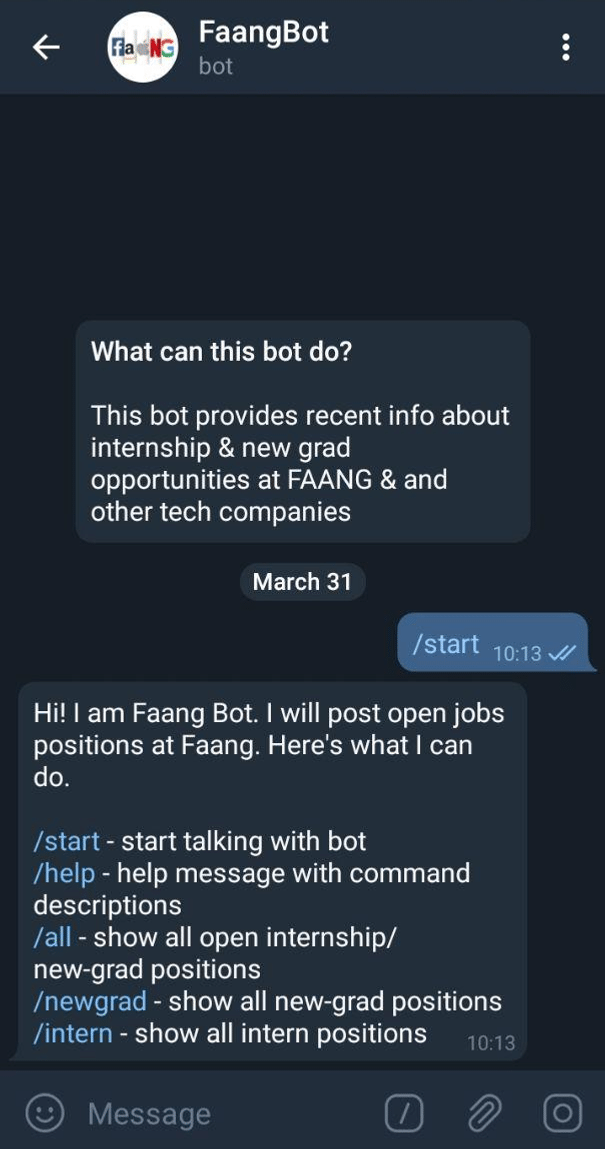 FaaNG
FaangBot
bot
What can this bot do?
This bot provides recent info about
internship & new grad
opportunities at FAANG & and
other tech companies
March 31
/start 10:13
Hi! I am Faang Bot. I will post open jobs
positions at Faang. Here's what I can
do.
/start - start talking with bot
/help - help message with command
descriptions
/all - show all open internship/
new-grad positions
/newgrad - show all new-grad positions
/intern - show all intern positions 10:13
Message